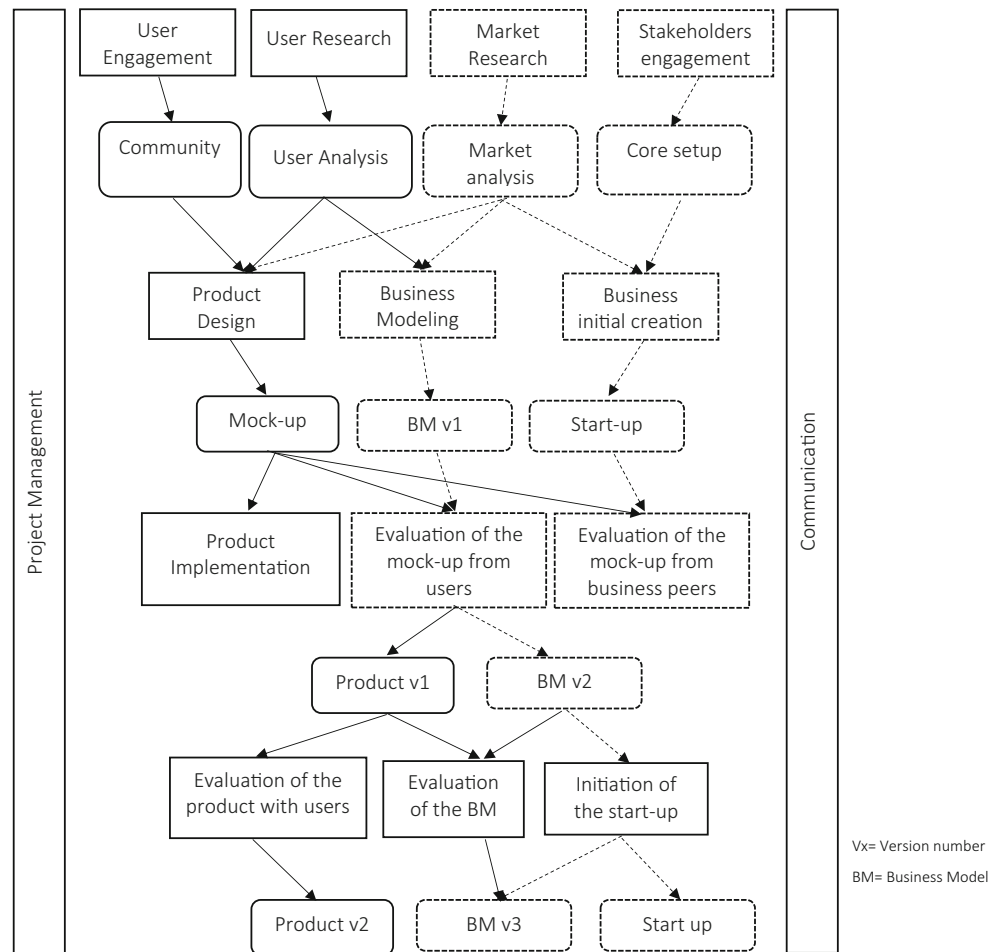 User
Engagement
User Research
Market
Research
Stakeholders
engagement
Community
User Analysis
Market
analysis
Core setup
Product
Design
Business
Modeling
Business
initial creation
Mock-up
BM v1
Start-up
Product
Implementation
Evaluation of the
mock-up from
users
Evaluation of the
mock-up from
business peers
Product v1
BM v2
Evaluation of the
product with users
Evaluation
of the BM
Initiation of
the start-up
Product v2
BM v3
Start up
Project Management
Communication
Vx= Version number
BM= Business Model